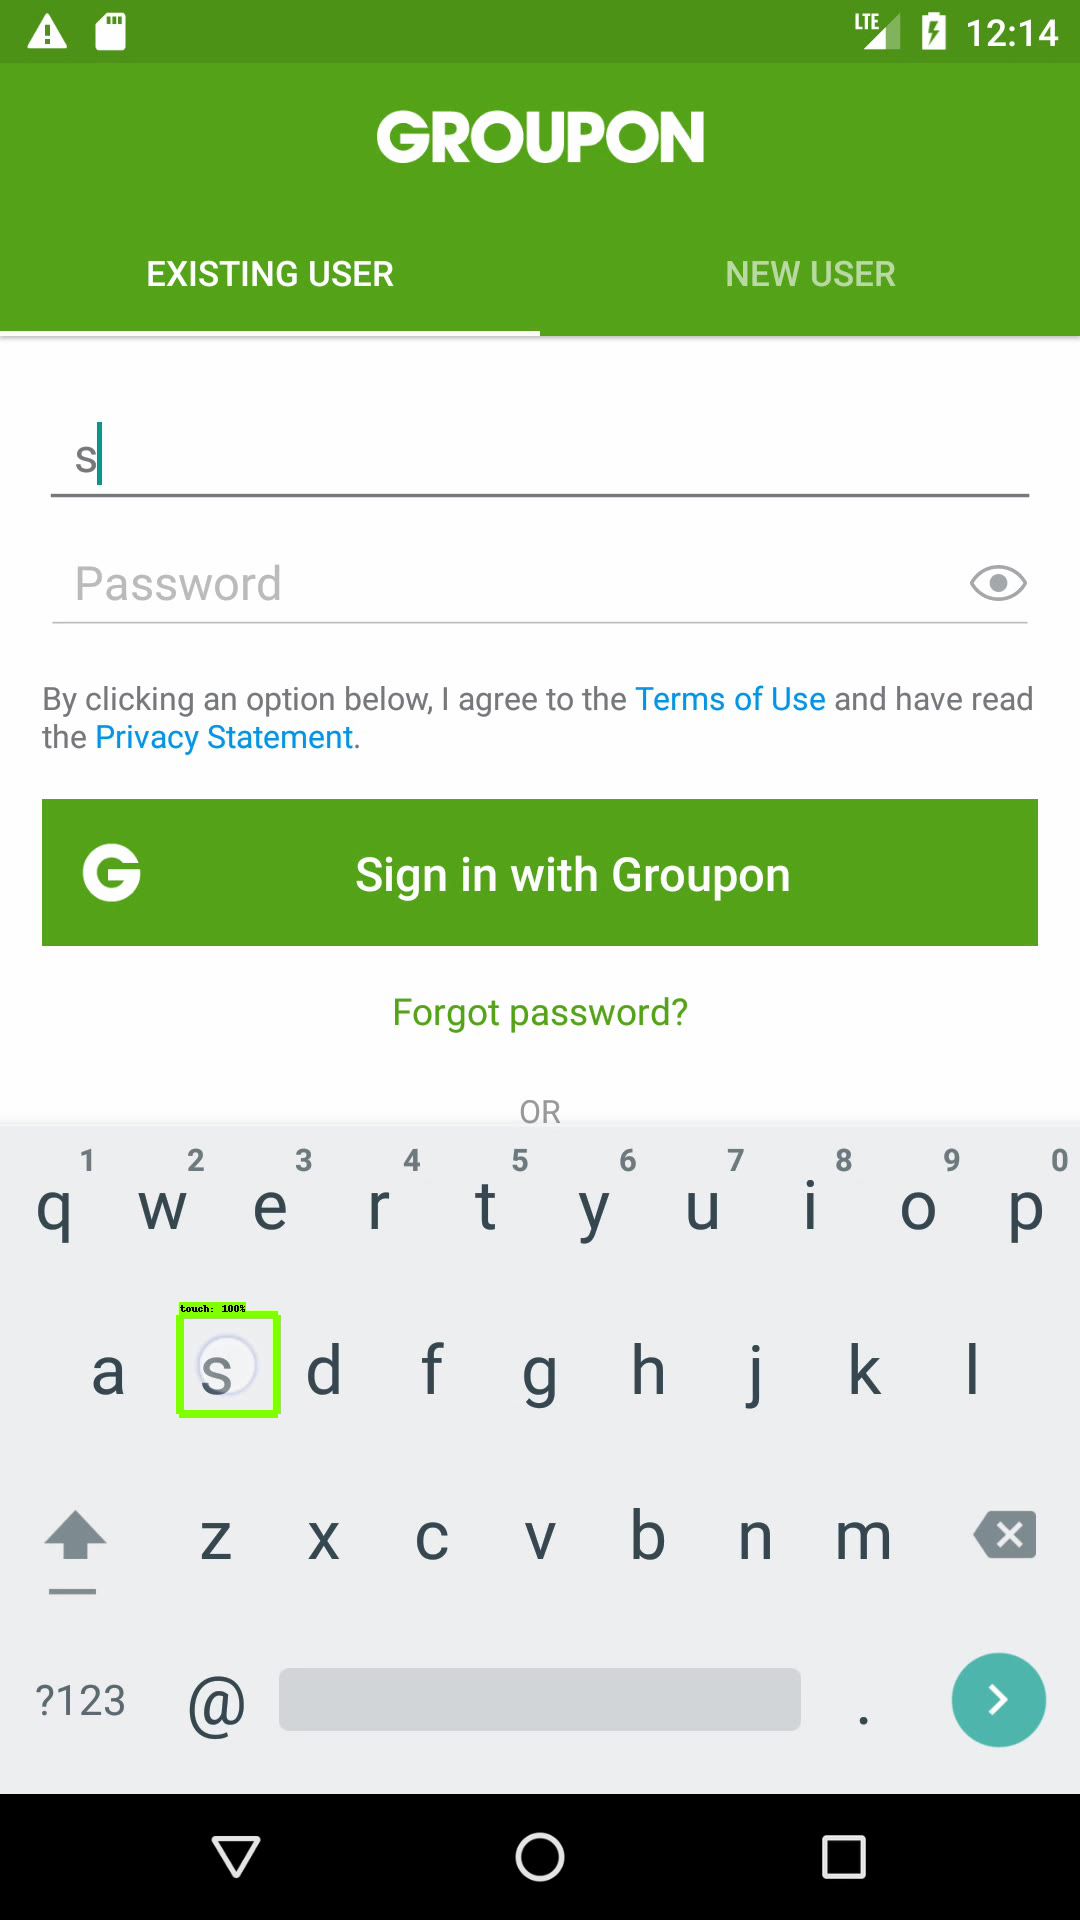 LTE 12:14
GROUPON
EXISTING USER NEW USER
s
Password
By clicking an option below, I agree to the Terms of Use and have read
the Privacy Statement.
G Sign in with Groupon
Forgot password?
OR
1 2 3 4 5 6 7 8 9 0
q w e r t y u i o p
touch: 100%
a s d f g h j k l
z x c v b n m
?123 @ .